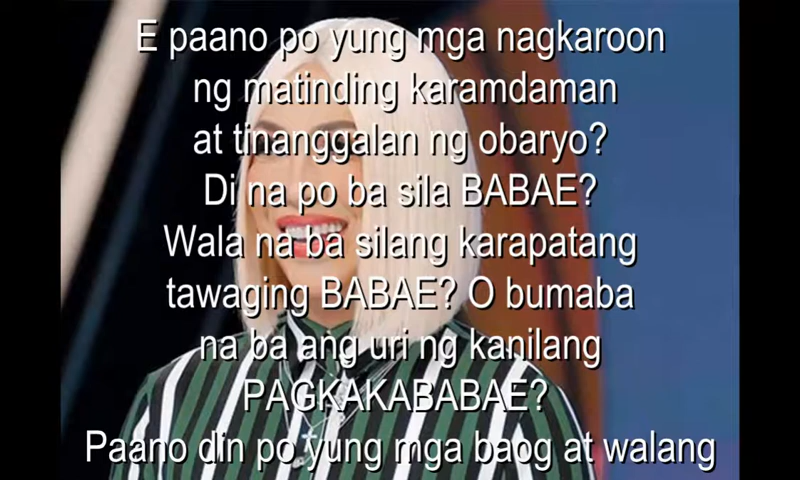 E paano po yung mga nagkaroon
ng matinding karamdaman
at tinanggalan ng obaryo?
Di na po ba sila BABAE?
Wala na ba silang karapatang
tawaging BABAE? O bumaba
na ba ang uri ng kanilang
PAGKAKABABAE?
Paano din po yung mga baog at walang